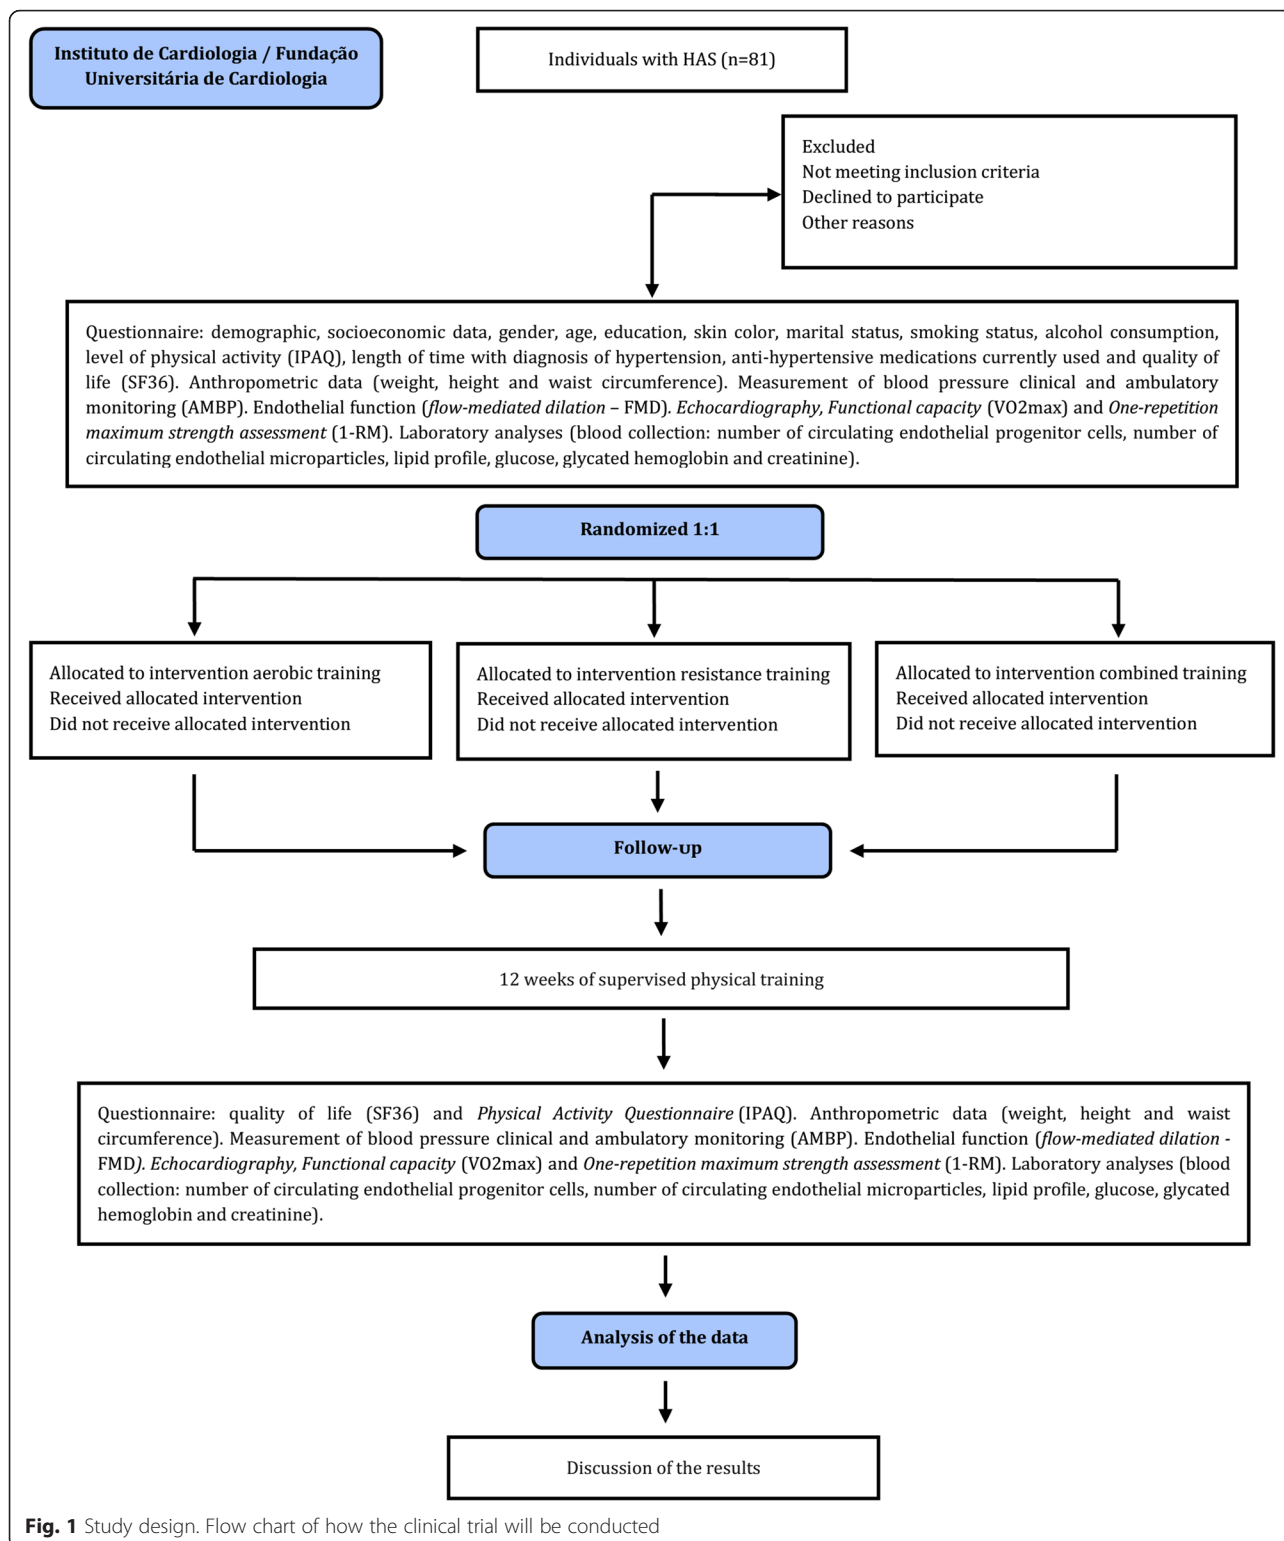 Instituto de Cardiologia / Fundação
Universitária de Cardiologia
Individuals with HAS (n=81)
Excluded
Not meeting inclusion criteria
Declined to participate
Other reasons
Questionnaire: demographic, socioeconomic data, gender, age, education, skin color, marital status, smoking status, alcohol consumption,
level of physical activity (IPAQ), length of time with diagnosis of hypertension, anti-hypertensive medications currently used and quality of
life (SF36). Anthropometric data (weight, height and waist circumference). Measurement of blood pressure clinical and ambulatory
monitoring (AMBP). Endothelial function (flow-mediated dilation – FMD). Echocardiography, Functional capacity (VO2max) and One-repetition
maximum strength assessment (1-RM). Laboratory analyses (blood collection: number of circulating endothelial progenitor cells, number of
circulating endothelial microparticles, lipid profile, glucose, glycated hemoglobin and creatinine).
Randomized 1:1
Allocated to intervention aerobic training
Received allocated intervention
Did not receive allocated intervention
Allocated to intervention resistance training
Received allocated intervention
Did not receive allocated intervention
Allocated to intervention combined training
Received allocated intervention
Did not receive allocated intervention
Follow-up
12 weeks of supervised physical training
Questionnaire: quality of life (SF36) and Physical Activity Questionnaire (IPAQ). Anthropometric data (weight, height and waist
circumference). Measurement of blood pressure clinical and ambulatory monitoring (AMBP). Endothelial function (flow-mediated dilation -
FMD). Echocardiography, Functional capacity (VO2max) and One-repetition maximum strength assessment (1-RM). Laboratory analyses (blood
collection: number of circulating endothelial progenitor cells, number of circulating endothelial microparticles, lipid profile, glucose, glycated
hemoglobin and creatinine).
Analysis of the data
Discussion of the results
Fig. 1 Study design. Flow chart of how the clinical trial will be conducted